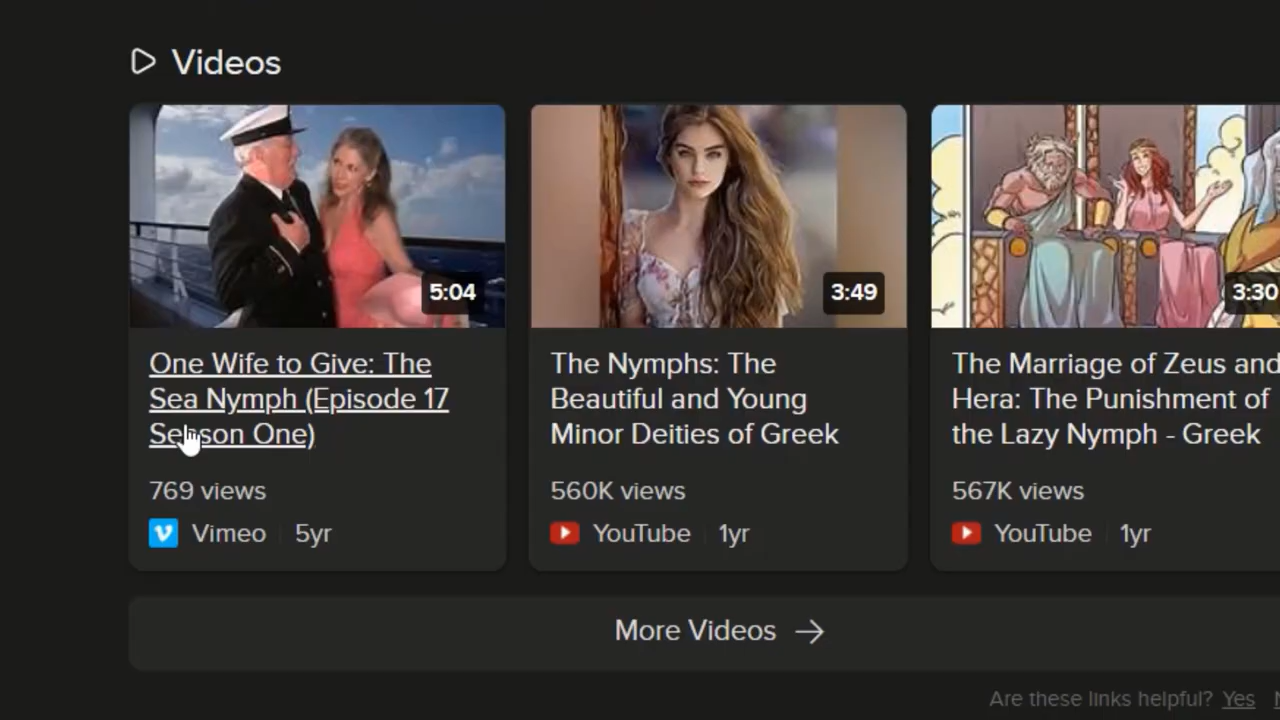 Videos
5:04
3:49
3:30
One Wife to Give: The
Sea Nymph (Episode 17
Season One)
769 views
Vimeo 5yr
The Nymphs: The
Beautiful and Young
Minor Deities of Greek
560K views
YouTube 1yr
The Marriage of Zeus and
Hera: The Punishment of
the Lazy Nymph - Greek
567K views
YouTube 1yr
More Videos
Are these links helpful? Yes